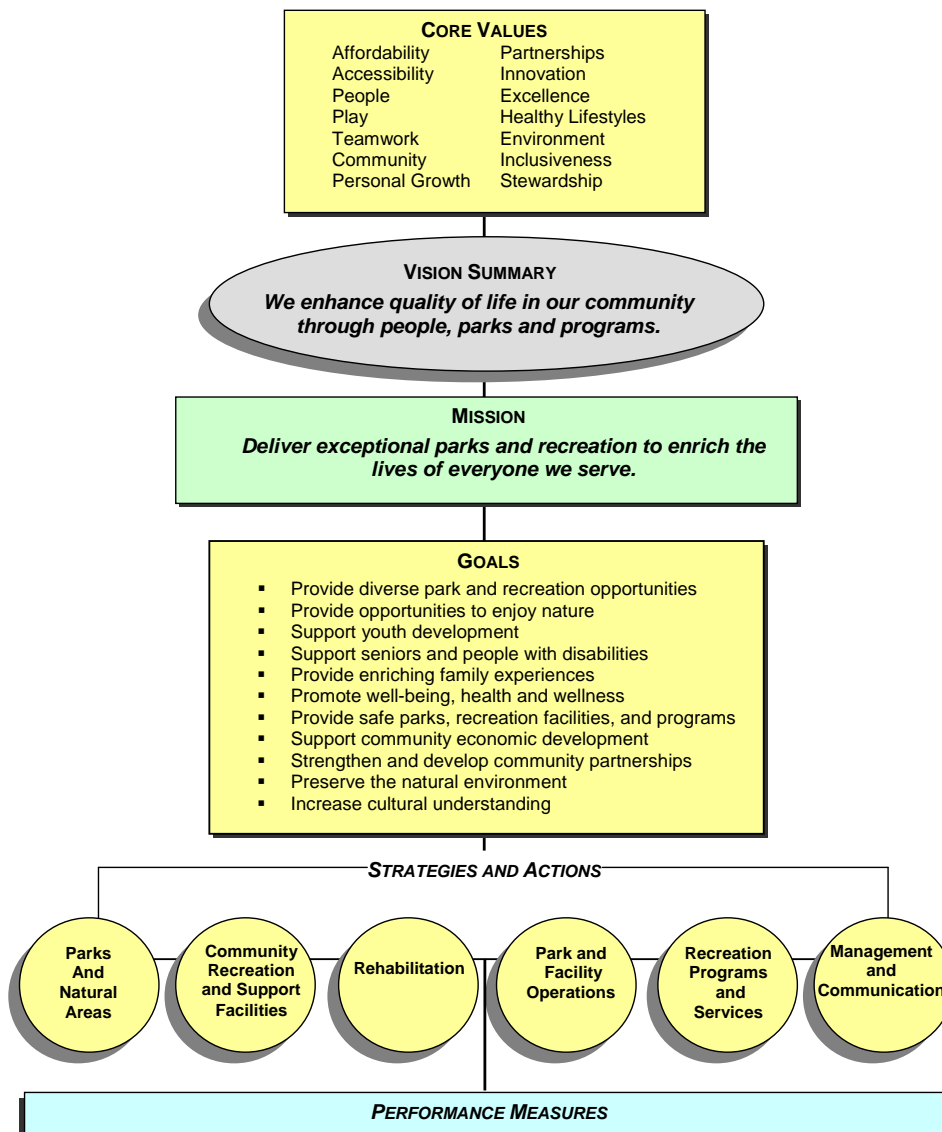 CORE VALUES
Affordability Partnerships
Accessibility Innovation
People Excellence
Play Healthy Lifestyles
Teamwork Environment
Community Inclusiveness
Personal Growth Stewardship
VISION SUMMARY
We enhance quality of life in our community
through people, parks and programs.
MISSION
Deliver exceptional parks and recreation to enrich the
lives of everyone we serve.
GOALS
▪ Provide diverse park and recreation opportunities
▪ Provide opportunities to enjoy nature
▪ Support youth development
▪ Support seniors and people with disabilities
▪ Provide enriching family experiences
▪ Promote well-being, health and wellness
▪ Provide safe parks, recreation facilities, and programs
▪ Support community economic development
▪ Strengthen and develop community partnerships
▪ Preserve the natural environment
▪ Increase cultural understanding
STRATEGIES AND ACTIONS
Parks
And
Natural
Areas
Community
Recreation
and Support
Facilities
Rehabilitation
Park and
Facility
Operations
Recreation
Programs
and
Services
Management
and
Communication
PERFORMANCE MEASURES